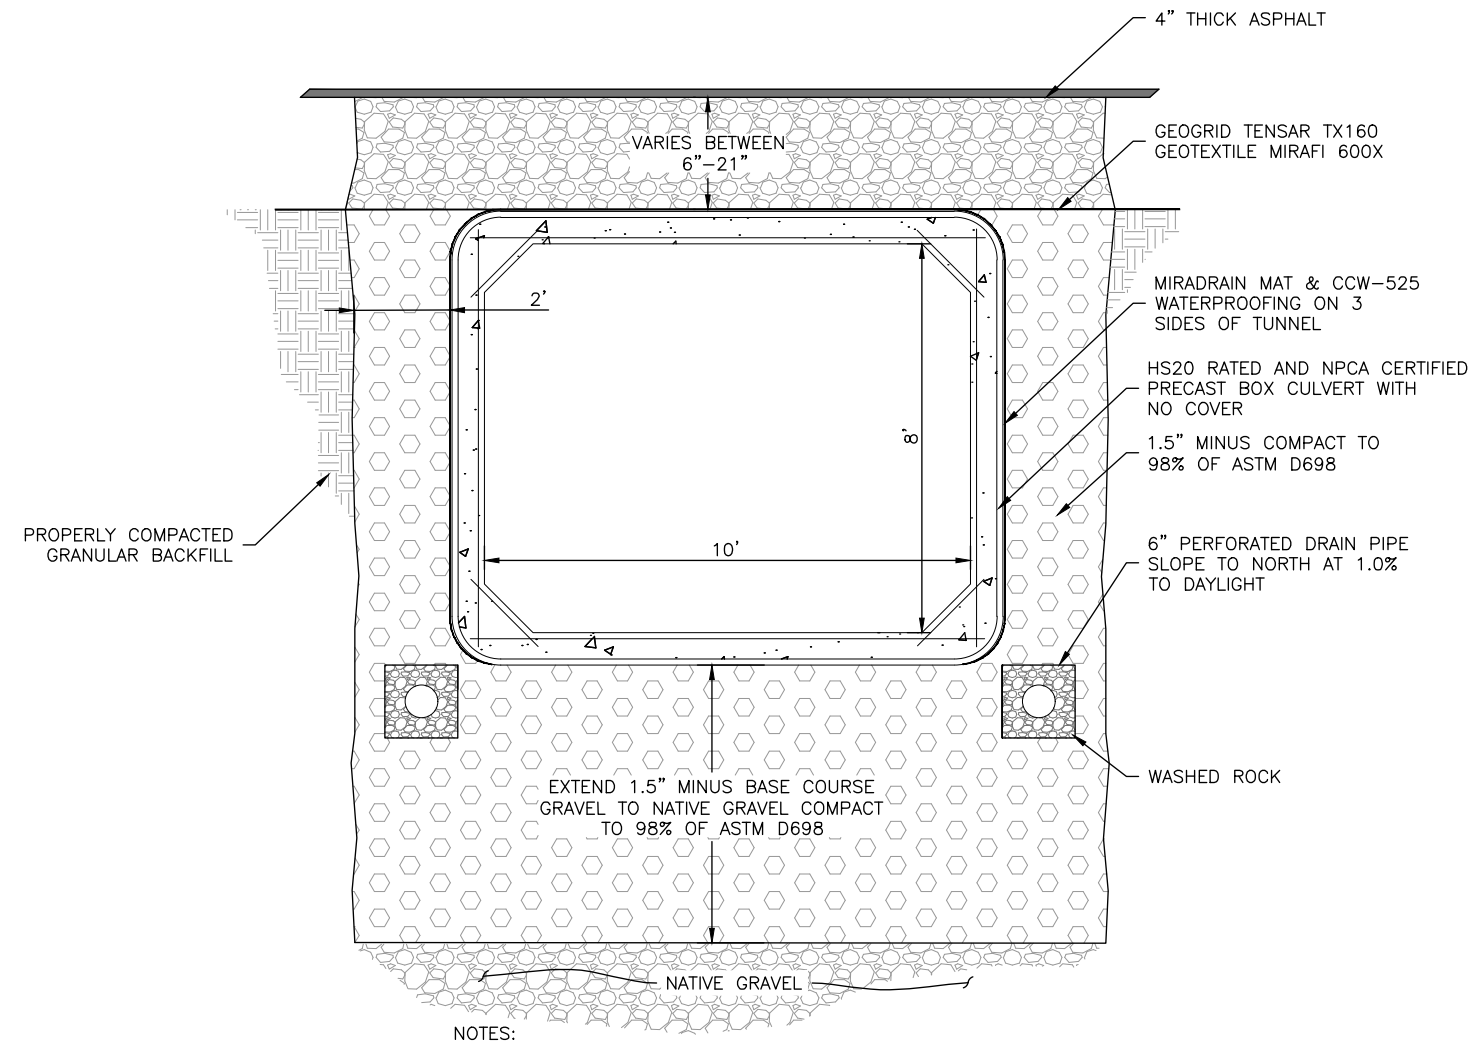 4” THICK ASPHALT
VARIES BETWEEN
6”–21”
GEOGRID TENSAR TX160
GEOTEXTILE MIRAFI 600X
2’
MIRADRAIN MAT & CCW–525
WATERPROOFING ON 3
SIDES OF TUNNEL
HS20 RATED AND NPCA CERTIFIED
PRECAST BOX CULVERT WITH
NO COVER
8’
1.5” MINUS COMPACT TO
98% OF ASTM D698
PROPERLY COMPACTED
GRANULAR BACKFILL
10’
6” PERFORATED DRAIN PIPE
SLOPE TO NORTH AT 1.0%
TO DAYLIGHT
WASHED ROCK
EXTEND 1.5” MINUS BASE COURSE
GRAVEL TO NATIVE GRAVEL COMPACT
TO 98% OF ASTM D698
NATIVE GRAVEL
NOTES: